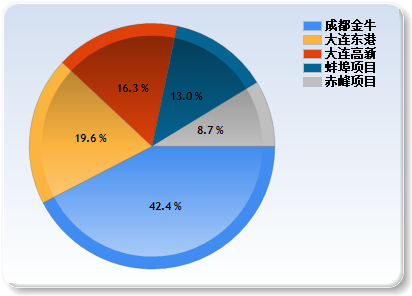 成都金牛
大连东港
大连高新
蚌埠项目
赤峰项目
16.3 %
13.0 %
8.7 %
19.6 %
42.4 %